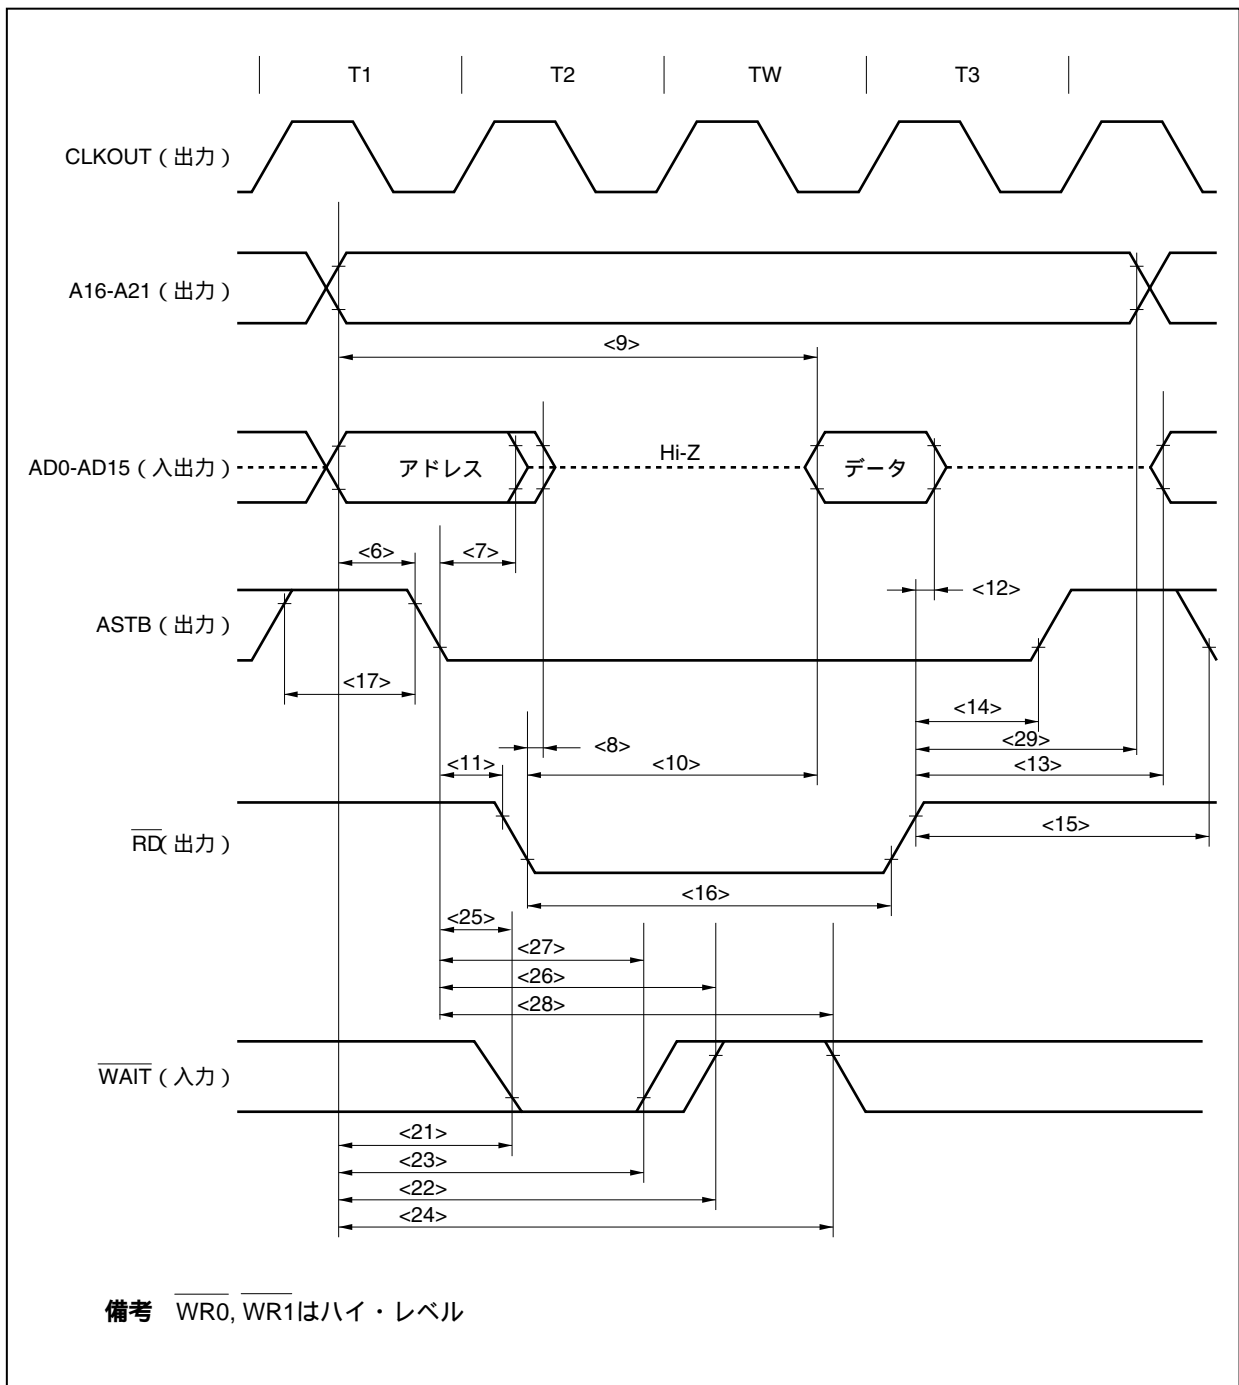 T1 T2 TW T3
CLKOUT（出力）
A16-A21（出力）
<9>
AD0-AD15（入出力） アドレス Hi-Z データ
<6> <7>
<12>
ASTB（出力）
<17>
<14>
<8> <29>
<11> <10> <13>
<15>
RD（出力）
<16>
<25>
<27>
<26>
<28>
WAIT（入力）
<21>
<23>
<22>
<24>
備考 WR0, WR1はハイ・レベル